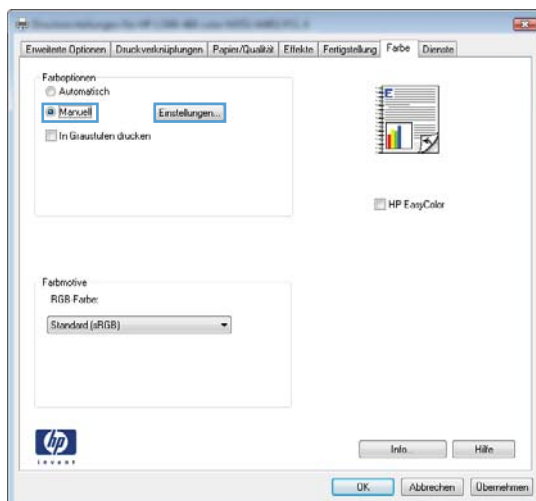 Erweiterte Optionen Druckverknüpfungen Papier/Qualität Effekte Fertigstellung Farbe Dienste
Farboptionen
Automatisch
Manuell Einstellungen...
In Graustufen drucken
E
HP EasyColor
Farbmotive
RGB-Farbe:
Standard (sRGB)
hp
invent
Info... Hilfe
OK Abbrechen Übernehmen